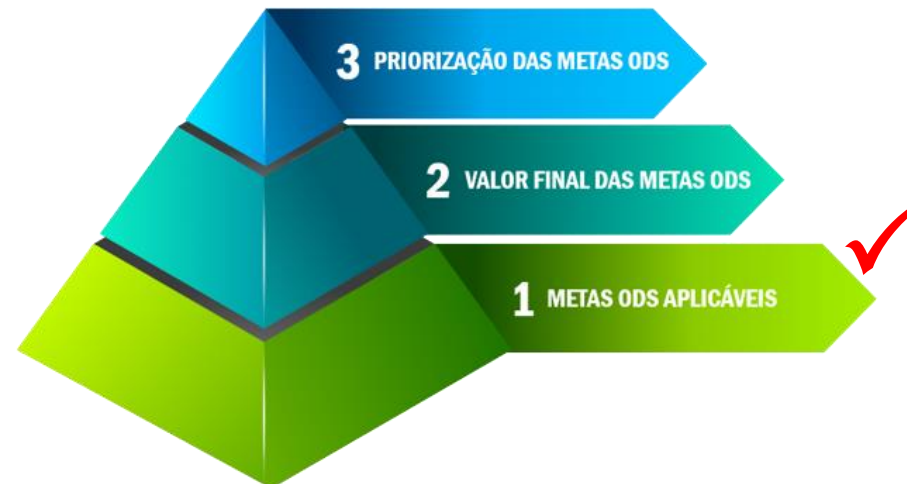 3 PRIORIZAÇÃO DAS METAS ODS
2 VALOR FINAL DAS METAS ODS
1 METAS ODS APLICÁVEIS